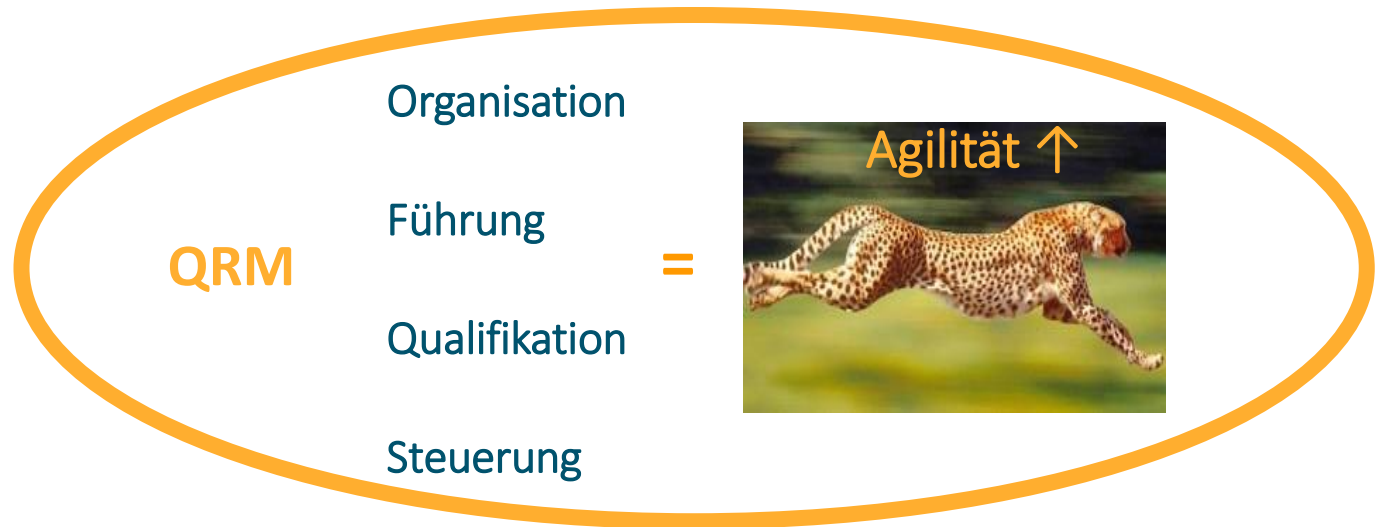 QRM
Organisation
Führung
Qualifikation
Steuerung
=
Agilität ↑